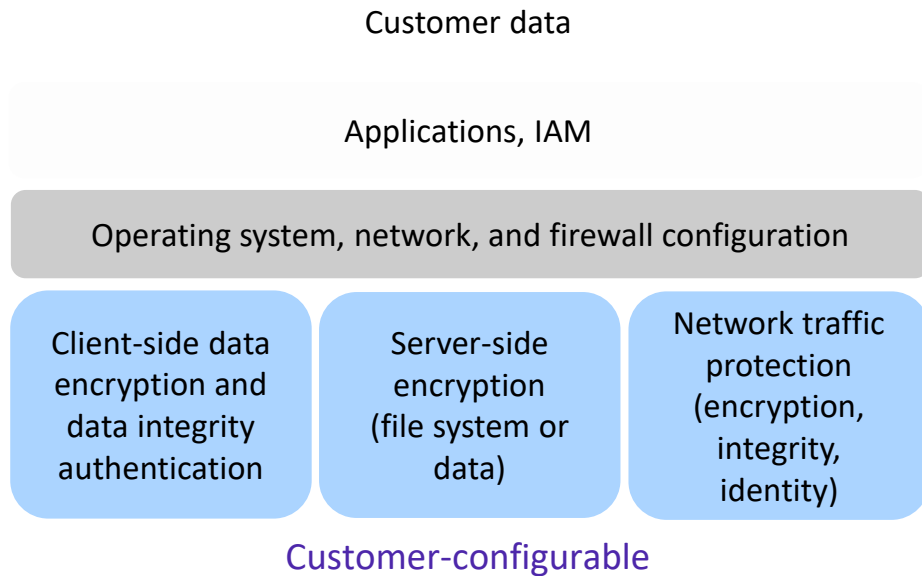 Customer data
Applications, IAM
Operating system, network, and firewall configuration
Client-side data
encryption and
data integrity
authentication
Server-side
encryption
(file system or
data)
Network traffic
protection
(encryption,
integrity,
identity)
Customer-configurable